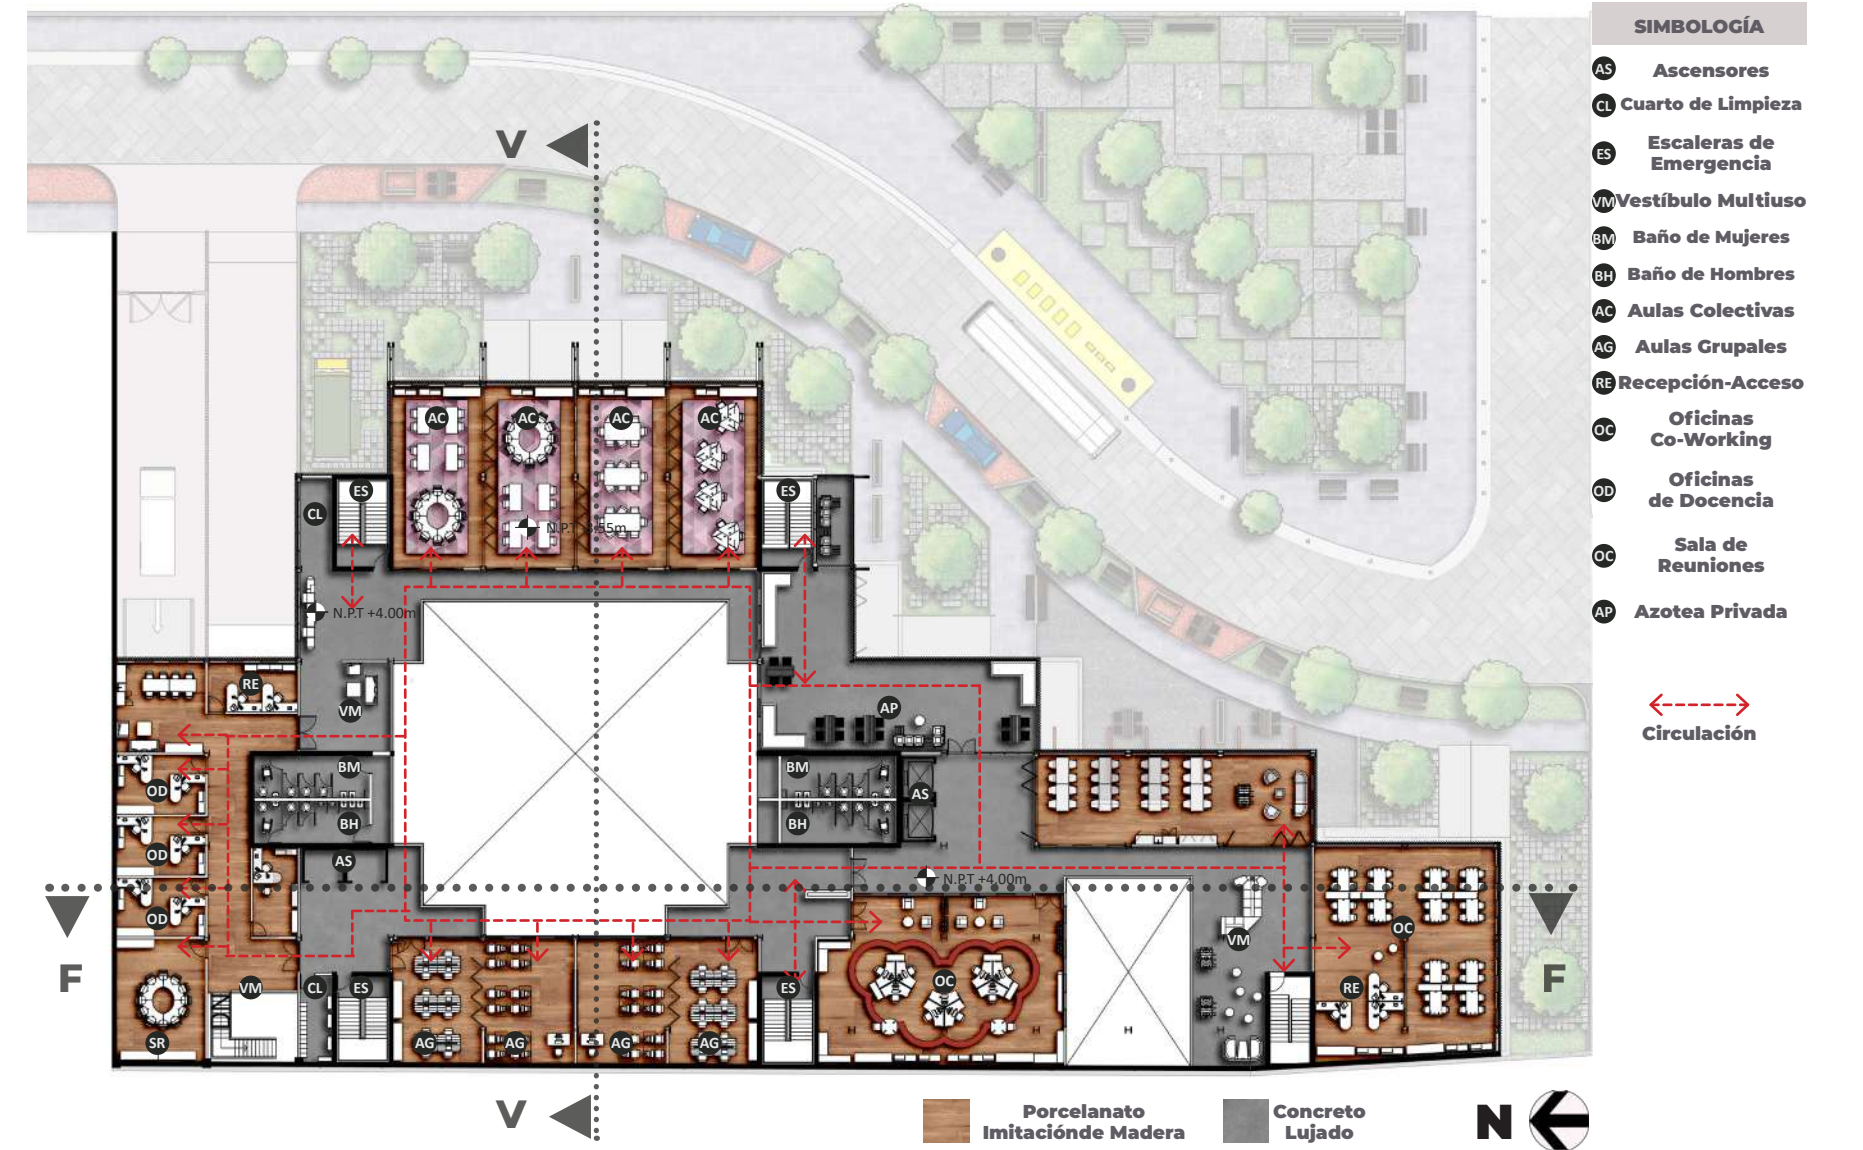 SIMBOLOGÍA
AS Ascensores
CL Cuarto de Limpieza
ES Escaleras de
Emergencia
VM Vestíbulo Multiuso
BM Baño de Mujeres
BH Baño de Hombres
AC Aulas Colectivas
AG Aulas Grupales
RE Recepción-Acceso
OC Oficinas
Co-Working
OD Oficinas
de Docencia
OC Sala de
Reuniones
AP Azotea Privada
Circulación
V
AC AC AC AC
ES ES
CL
N.P.T
N.P.T +4.00m
RE
VM
AP
BM BM
OD AS
BH BH
OD AS
N.P.T +4.00m
OD
OC
VM
F F
VM CL ES ES OC RE
SR AG AG AG AG
H H H H H H
V
Porcelanato
Imitaciónde Madera
Concreto
Lujado
N